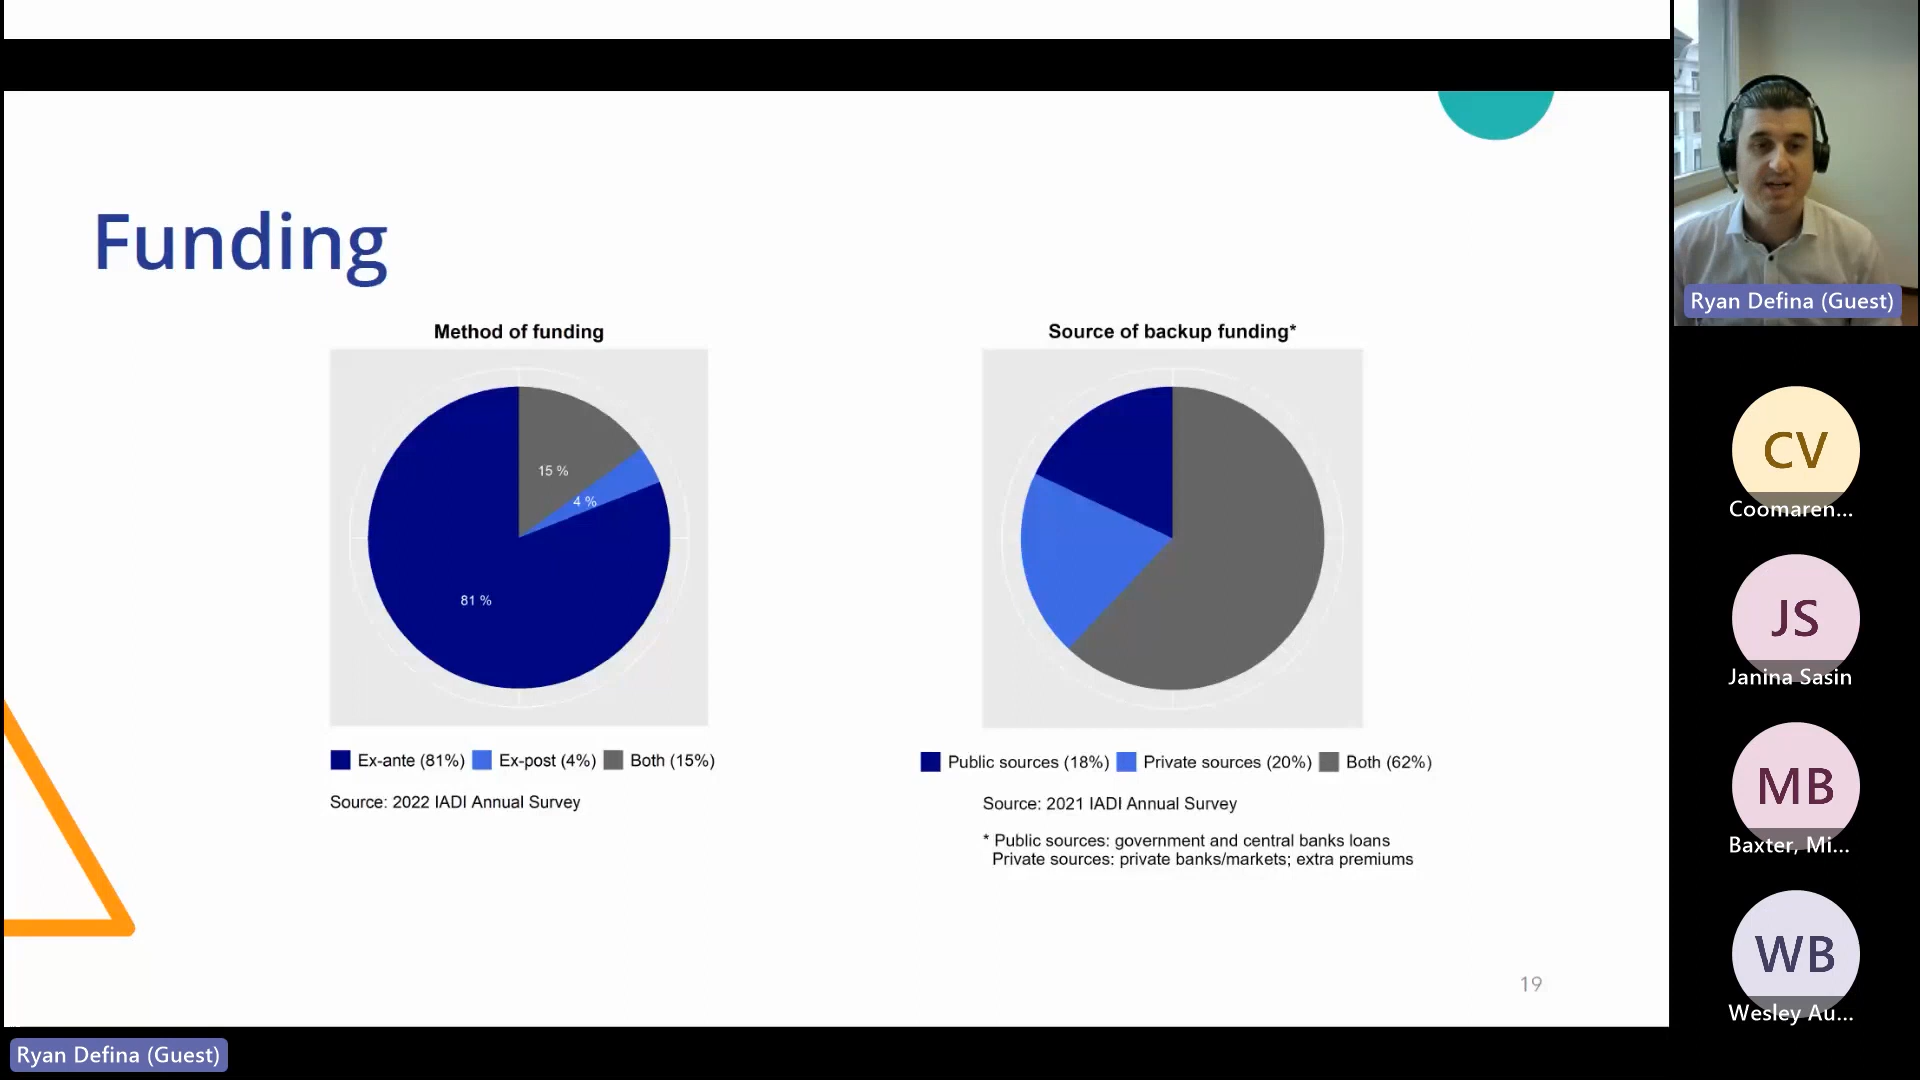 Funding
Method of funding
15 %
4 %
81 %
Ex-ante (81%) Ex-post (4%) Both (15%)
Source: 2022 IADI Annual Survey
Source of backup funding*
Public sources (18%) Private sources (20%) Both (62%)
Source: 2021 IADI Annual Survey
* Public sources: government and central banks loans
Private sources: private banks/markets; extra premiums
19
Ryan Defina (Guest)
Ryan Defina (Guest)
CV
Coomaren...
JS
Janina Sasin
MB
Baxter, Mi...
WB
Wesley Au...